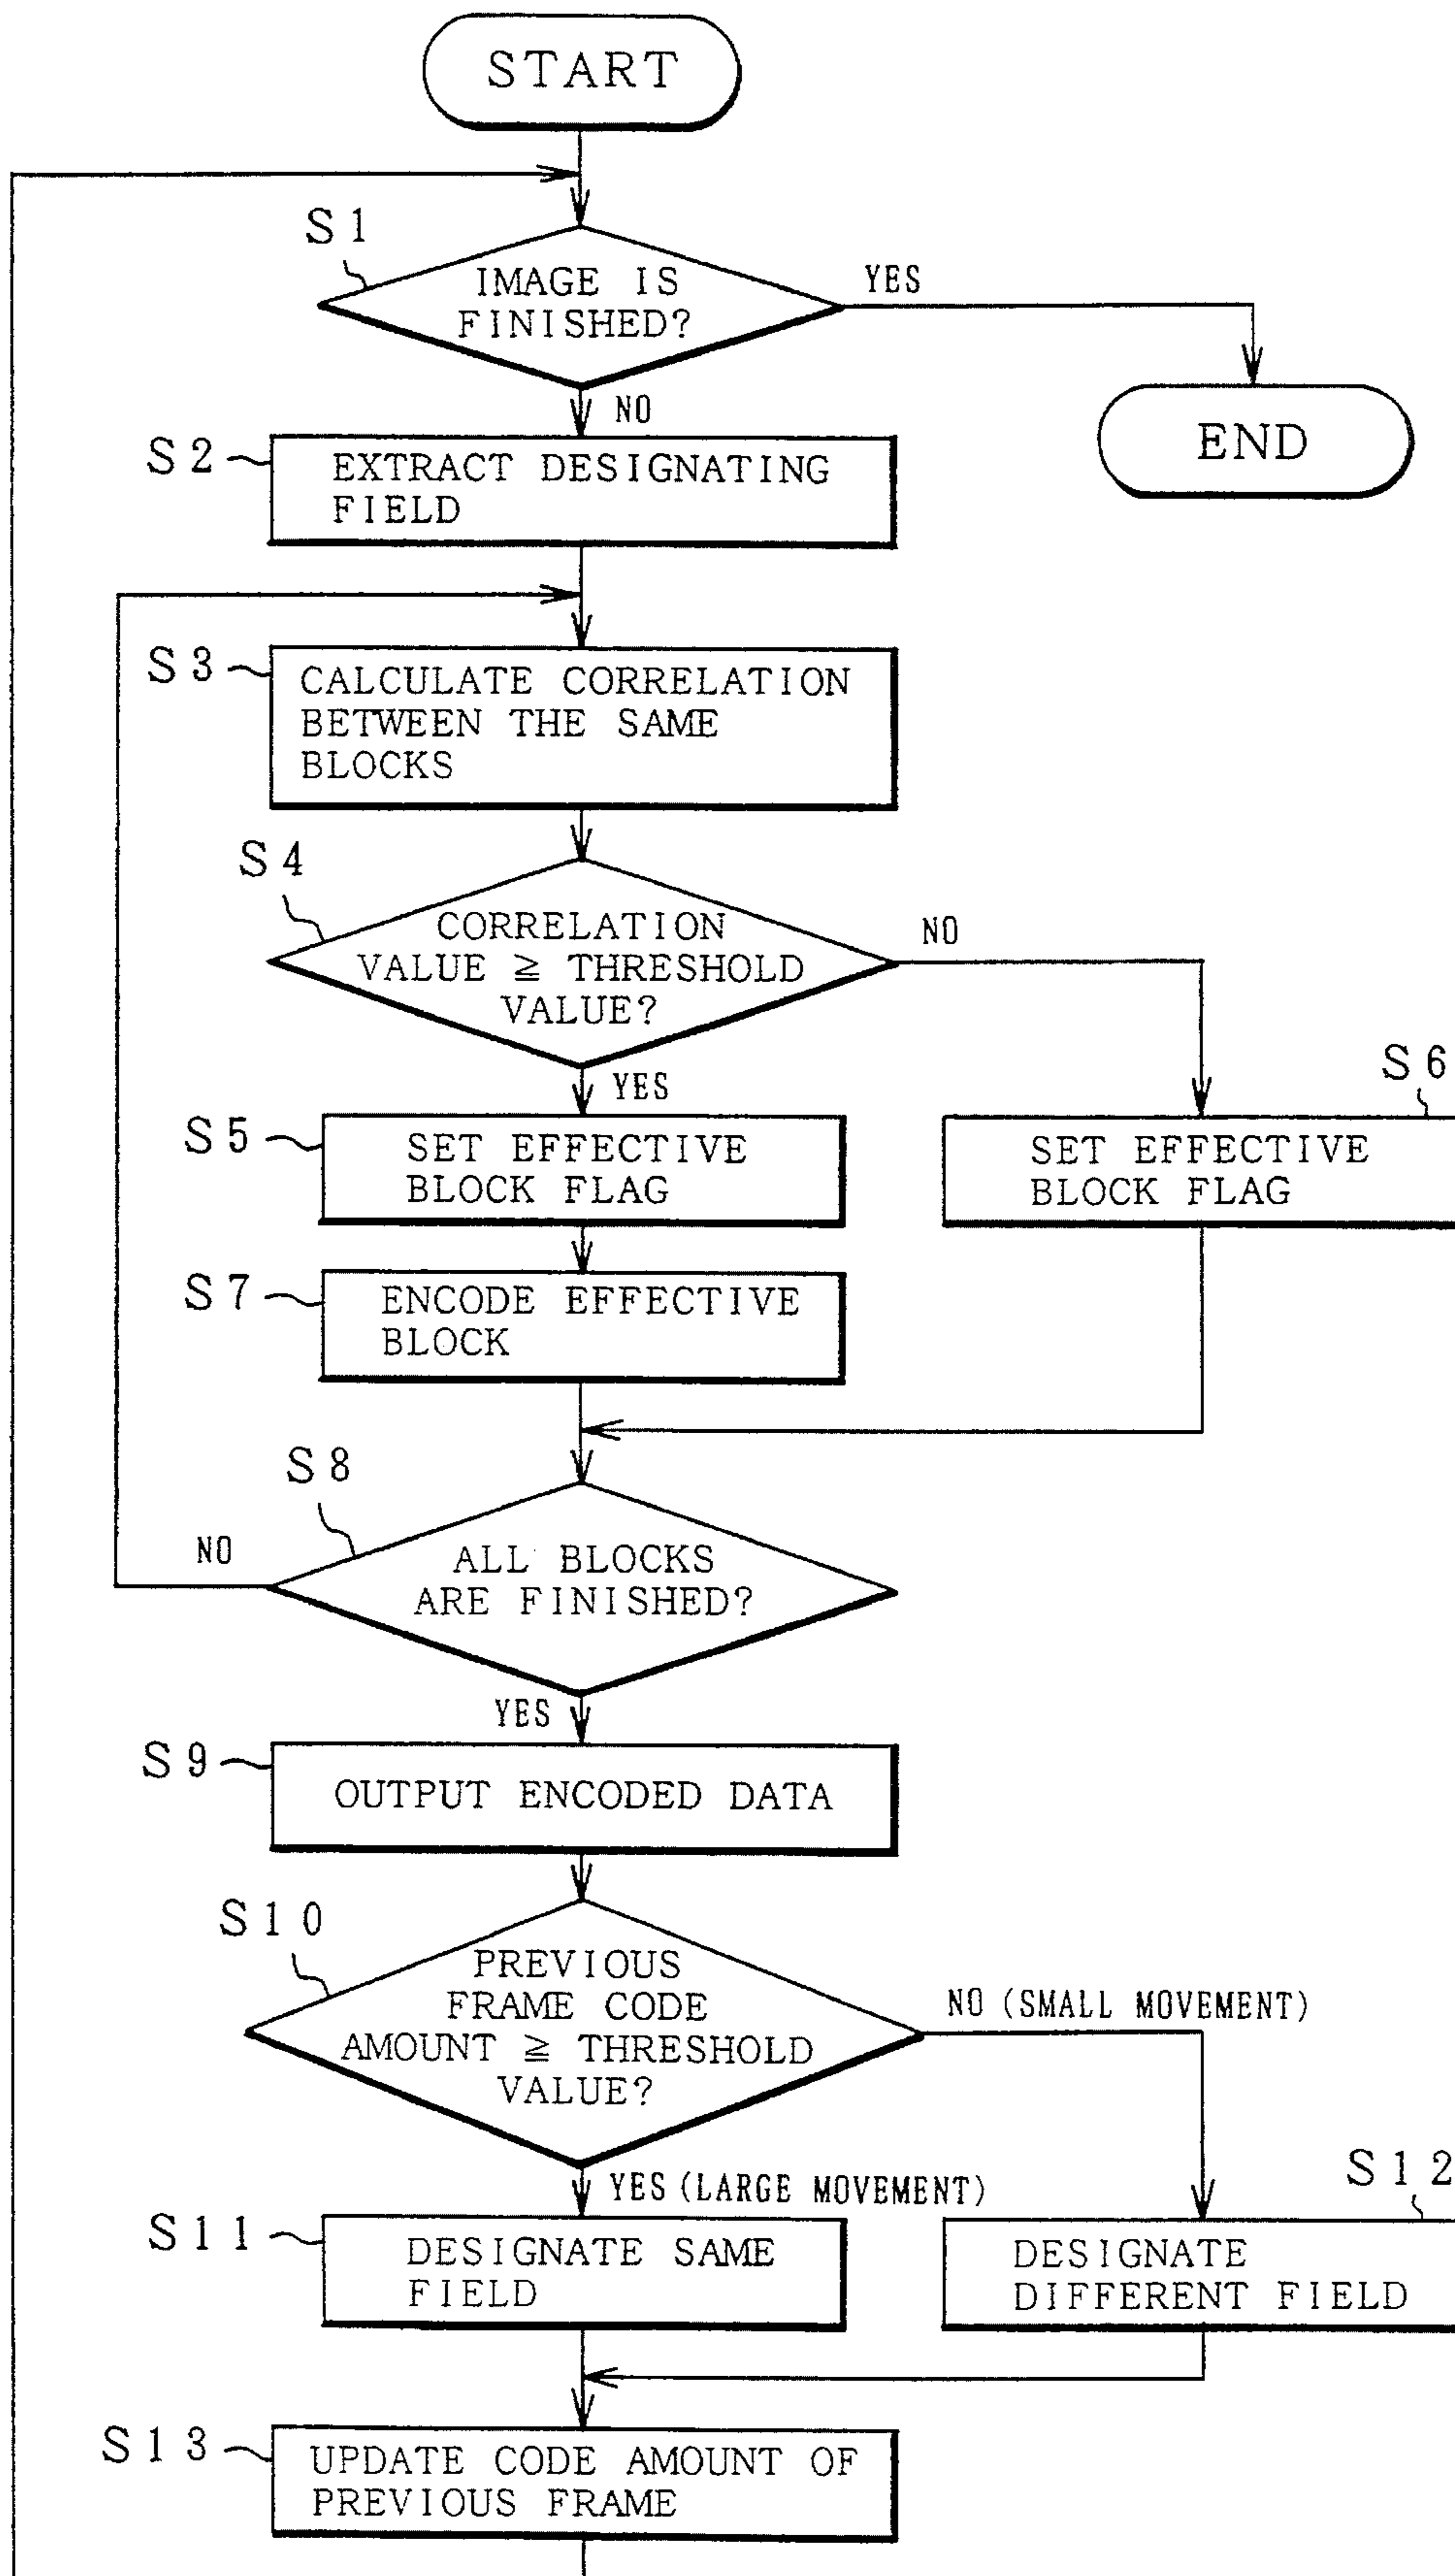 START
S1
IMAGE IS
FINISHED?
YES
NO
END
S2
EXTRACT DESIGNATING
FIELD
S3
CALCULATE CORRELATION
BETWEEN THE SAME
BLOCKS
S4
CORRELATION
VALUE ≧ THRESHOLD
VALUE?
NO
YES
S5
SET EFFECTIVE
BLOCK FLAG
S6
SET EFFECTIVE
BLOCK FLAG
S7
ENCODE EFFECTIVE
BLOCK
S8
ALL BLOCKS
ARE FINISHED?
NO
YES
S9
OUTPUT ENCODED DATA
S10
PREVIOUS
FRAME CODE
AMOUNT ≧ THRESHOLD
VALUE?
NO (SMALL MOVEMENT)
YES (LARGE MOVEMENT)
S11
DESIGNATE SAME
FIELD
S12
DESIGNATE
DIFFERENT FIELD
S13
UPDATE CODE AMOUNT OF
PREVIOUS FRAME